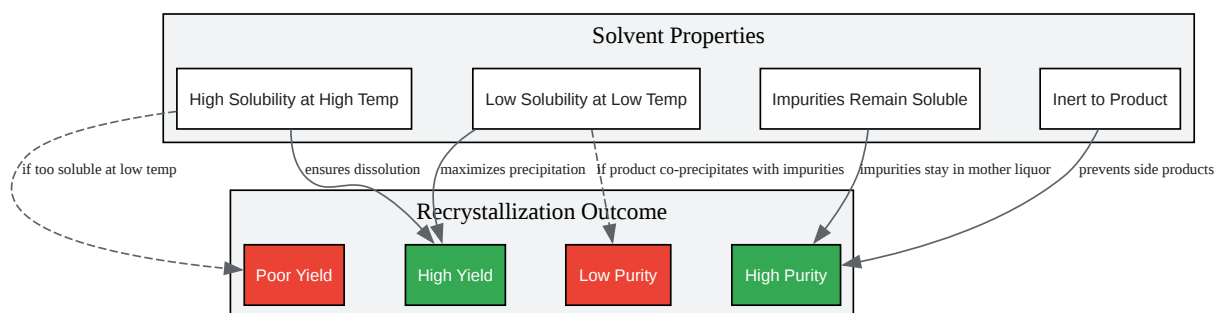 Solvent Properties
High Solubility at High Temp
Low Solubility at Low Temp
Impurities Remain Soluble
Inert to Product
if too soluble at low temp
ensures dissolution
maximizes precipitation
if product co-precipitates with impurities
impurities stay in mother liquor
prevents side products
Recrystallization Outcome
Poor Yield
High Yield
Low Purity
High Purity